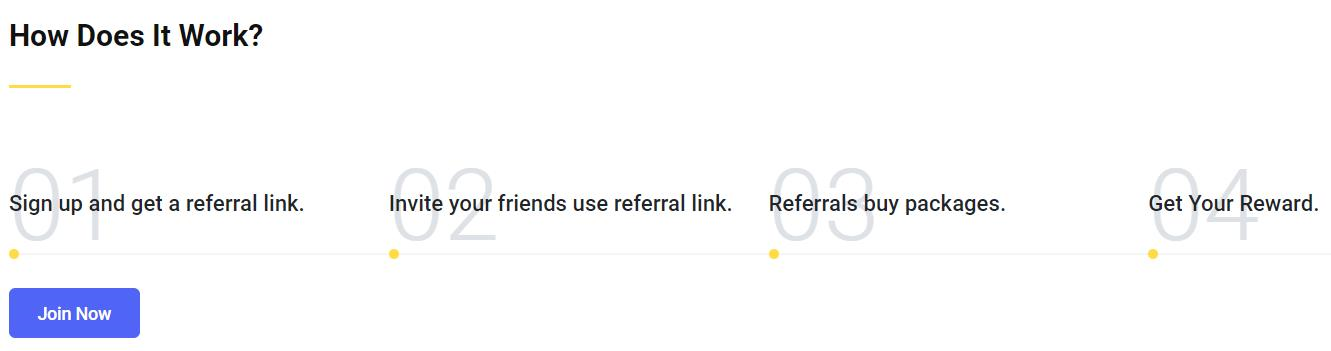 How Does It Work?
01
Sign up and get a referral link.
02
Invite your friends use referral link.
03
Referrals buy packages.
04
Get Your Reward.
Join Now